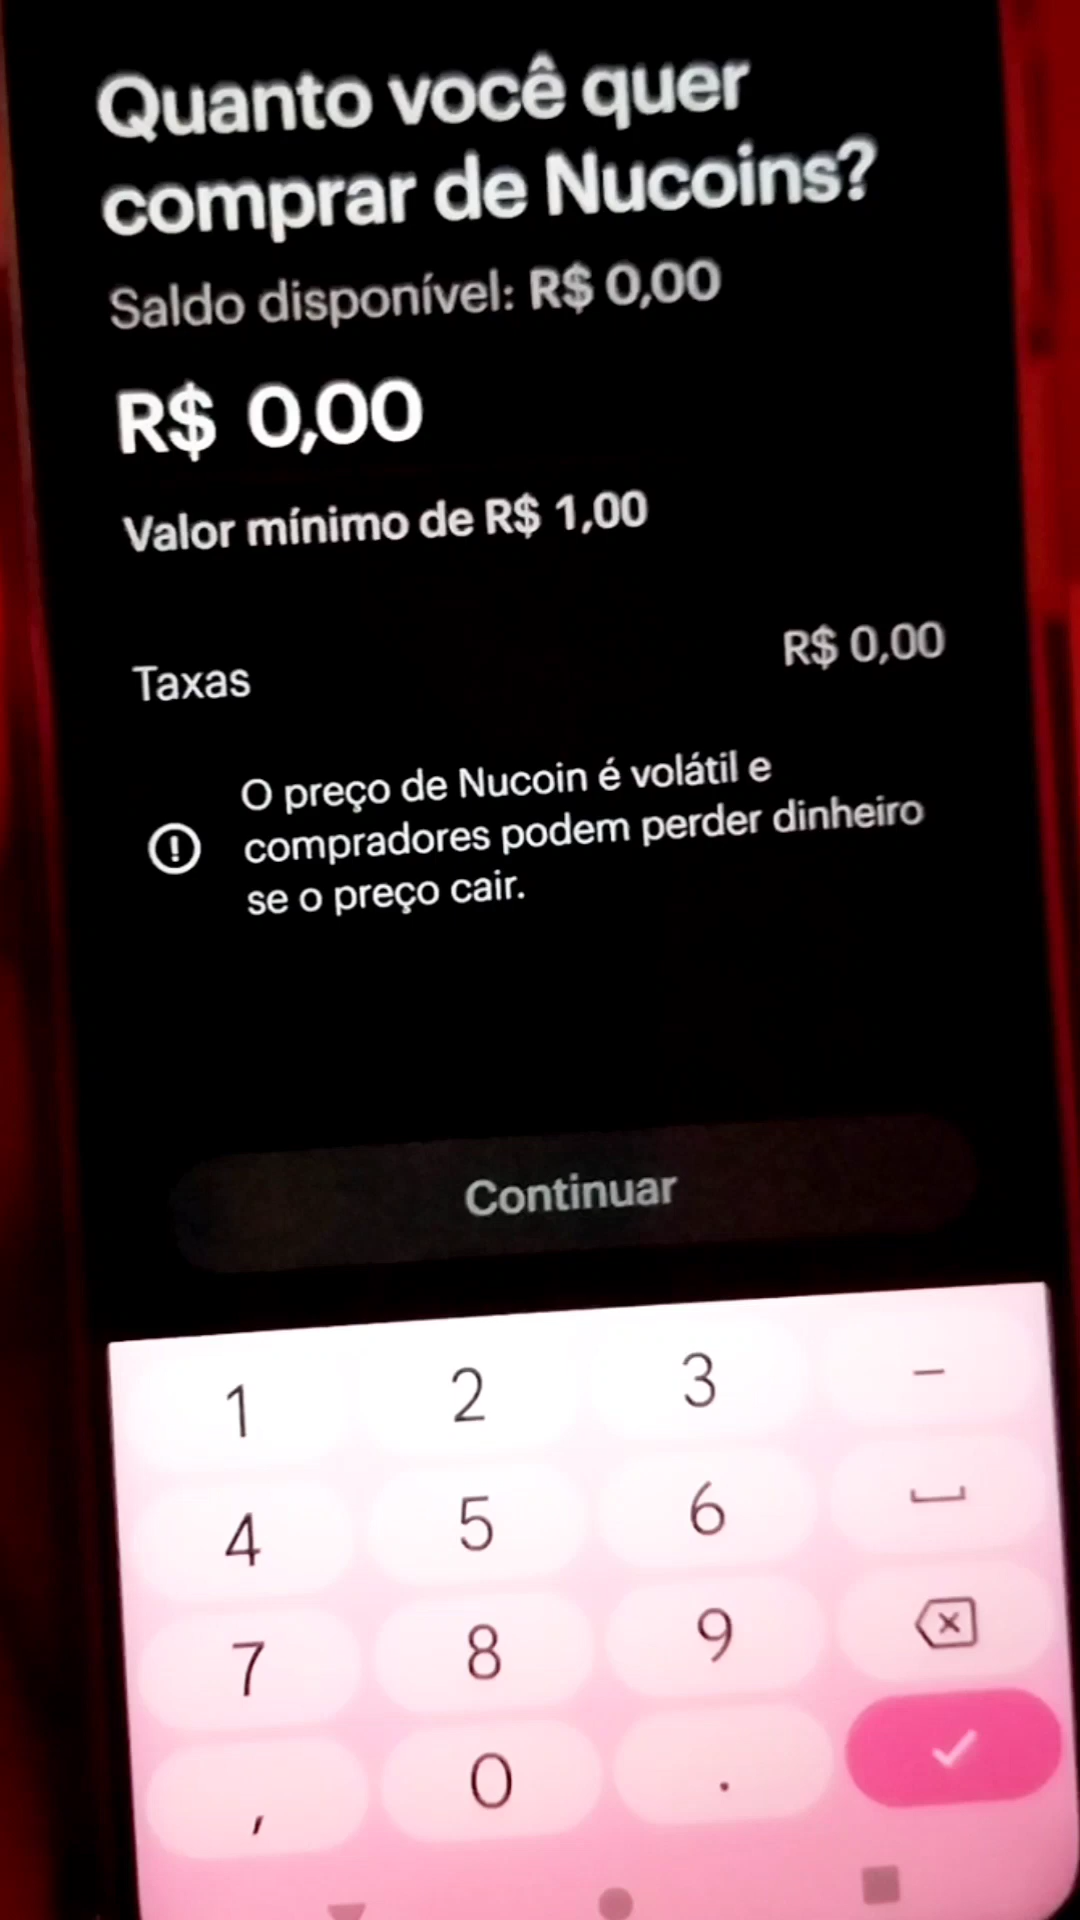 Quanto você quer
comprar de Nucoins?
Saldo disponível: R$ 0,00
R$ 0,00
Valor mínimo de R$ 1,00
Taxas R$ 0,00
O preço de Nucoin é volátil e
compradores podem perder dinheiro
se o preço cair.
Continuar
1 2 3 –
4 5 6
7 8 9
, 0 .